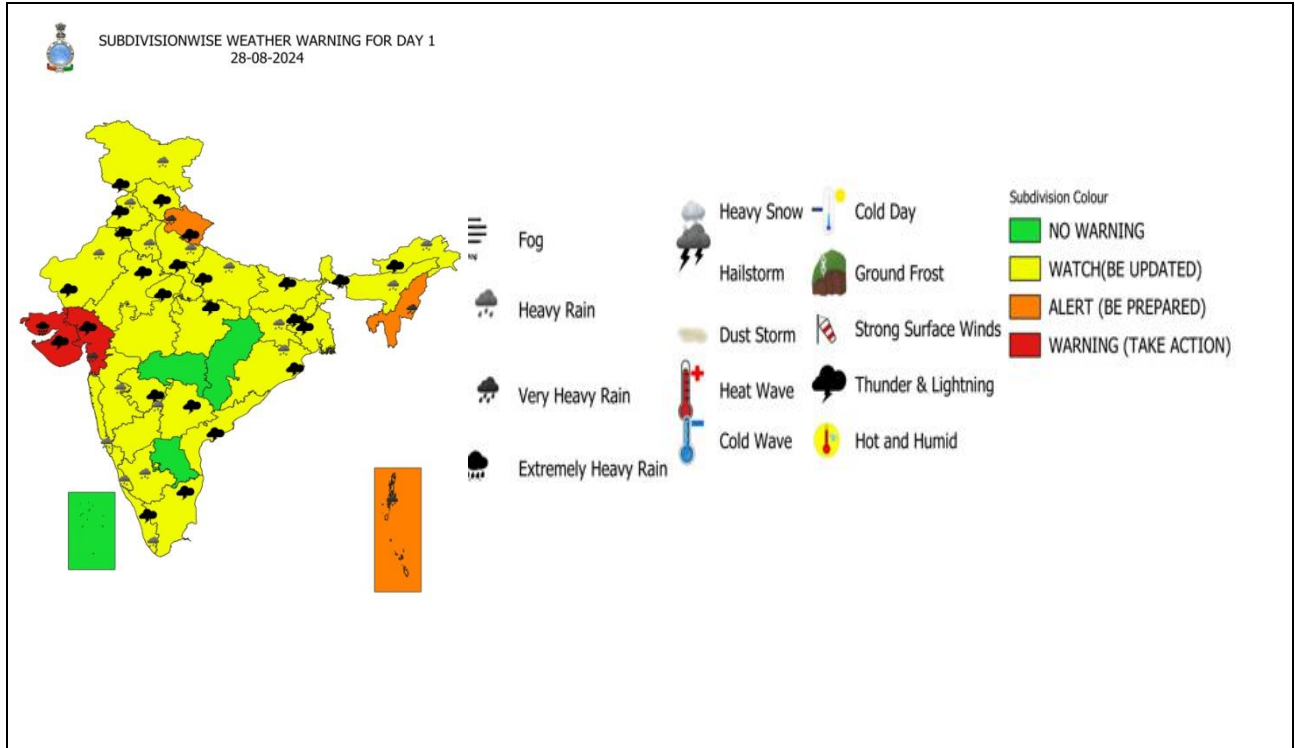 SUBDIVISIONWISE WEATHER WARNING FOR DAY 1
28-08-2024
Fog
Heavy Rain
Very Heavy Rain
Extremely Heavy Rain
Heavy Snow
Hailstorm
Dust Storm
Heat Wave
Cold Wave
Cold Day
Ground Frost
Strong Surface Winds
Thunder & Lightning
Hot and Humid
Subdivision Colour
NO WARNING
WATCH(BE UPDATED)
ALERT (BE PREPARED)
WARNING (TAKE ACTION)